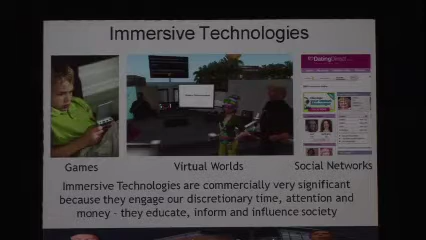 Immersive Technologies
DatingDirect
Games
Virtual Worlds
Social Networks
Immersive Technologies are commercially very significant
because they engage our discretionary time, attention and
money - they educate, inform and influence society